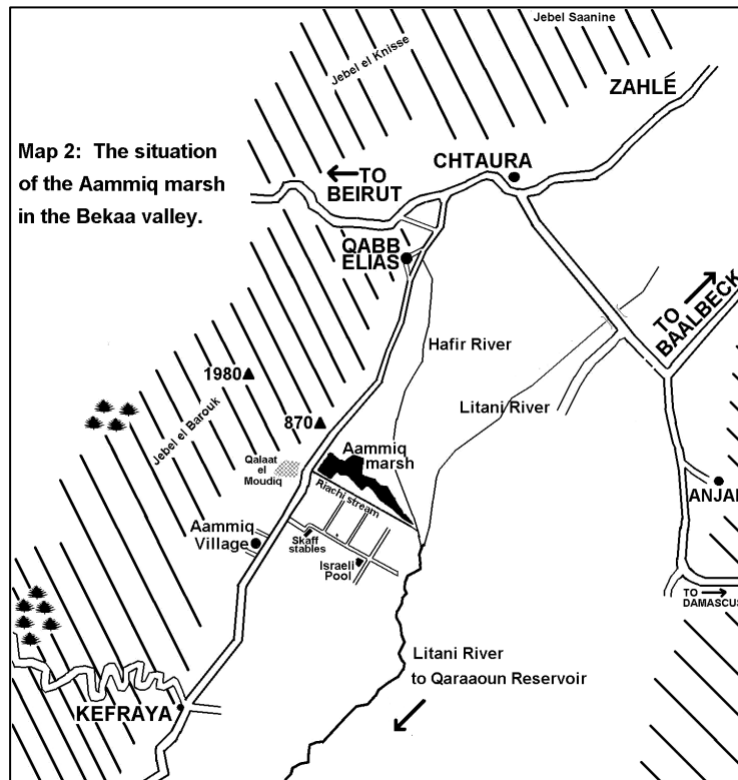 Jebel Saanine
Jebel el Knisse
ZAHLÉ
Map 2: The situation
of the Aammiq marsh
in the Bekaa valley.
TO
BEIRUT
CHTAURA
QABB
ELIAS
TO
BAALBECK
Hafir River
1980
Litani River
870
Jebel el Barouk
Aammiq
marsh
Qalaat
el
Moudiq
Riachi stream
ANJAR
Aammiq
Village
Skaff
stables
Israeli
Pool
TO
DAMASCUS
Litani River
to Qaraaoun Reservoir
KEFRAYA